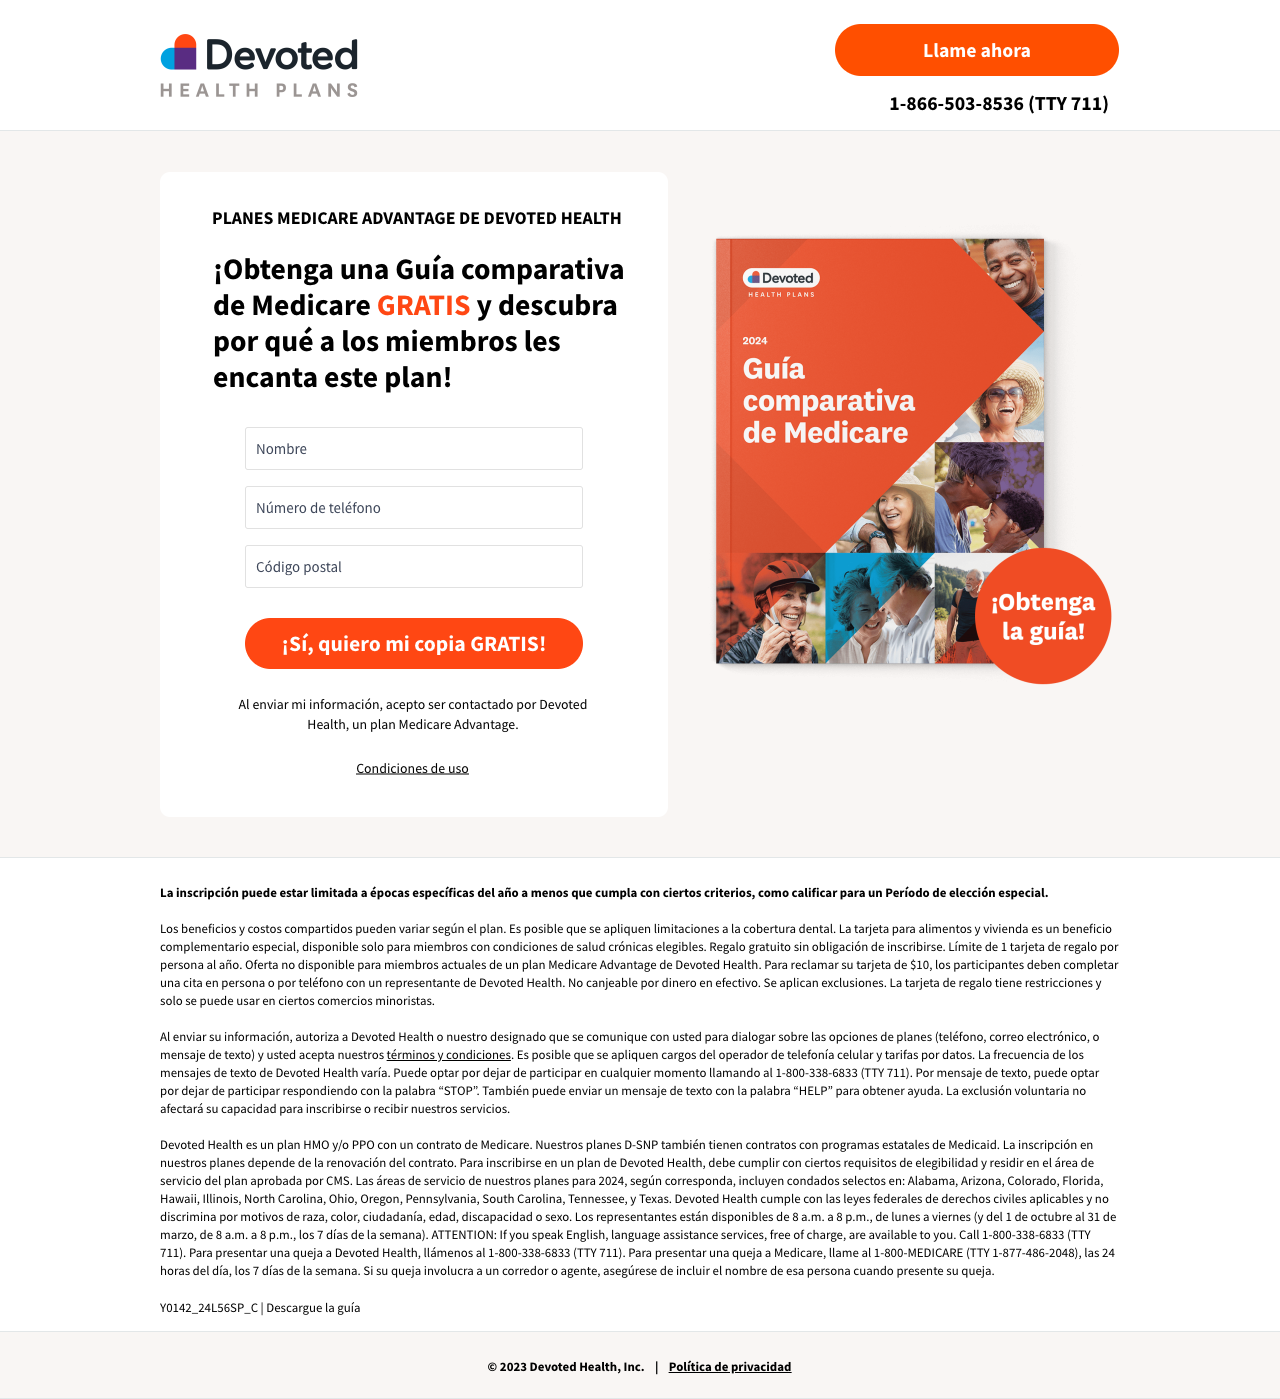 Devoted
HEALTH PLANS
Llame ahora
1-866-503-8536 (TTY 711)
PLANES MEDICARE ADVANTAGE DE DEVOTED HEALTH
¡Obtenga una Guía comparativa
de Medicare GRATIS y descubra
por qué a los miembros les
encanta este plan!
Nombre
Número de teléfono
Código postal
¡Sí, quiero mi copia GRATIS!
Al enviar mi información, acepto ser contactado por Devoted
Health, un plan Medicare Advantage.
Condiciones de uso
Devoted
HEALTH PLANS
2024
Guía
comparativa
de Medicare
¡Obtenga
la guía!
La inscripción puede estar limitada a épocas específicas del año a menos que cumpla con ciertos criterios, como calificar para un Período de elección especial.
Los beneficios y costos compartidos pueden variar según el plan. Es posible que se apliquen limitaciones a la cobertura dental. La tarjeta para alimentos y vivienda es un beneficio
complementario especial, disponible solo para miembros con condiciones de salud crónicas elegibles. Regalo gratuito sin obligación de inscribirse. Límite de 1 tarjeta de regalo por
persona al año. Oferta no disponible para miembros actuales de un plan Medicare Advantage de Devoted Health. Para reclamar su tarjeta de $10, los participantes deben completar
una cita en persona o por teléfono con un representante de Devoted Health. No canjeable por dinero en efectivo. Se aplican exclusiones. La tarjeta de regalo tiene restricciones y
solo se puede usar en ciertos comercios minoristas.
Al enviar su información, autoriza a Devoted Health o nuestro designado que se comunique con usted para dialogar sobre las opciones de planes (teléfono, correo electrónico, o
mensaje de texto) y usted acepta nuestros términos y condiciones. Es posible que se apliquen cargos del operador de telefonía celular y tarifas por datos. La frecuencia de los
mensajes de texto de Devoted Health varía. Puede optar por dejar de participar en cualquier momento llamando al 1-800-338-6833 (TTY 711). Por mensaje de texto, puede optar
por dejar de participar respondiendo con la palabra “STOP”. También puede enviar un mensaje de texto con la palabra “HELP” para obtener ayuda. La exclusión voluntaria no
afectará su capacidad para inscribirse o recibir nuestros servicios.
Devoted Health es un plan HMO y/o PPO con un contrato de Medicare. Nuestros planes D-SNP también tienen contratos con programas estatales de Medicaid. La inscripción en
nuestros planes depende de la renovación del contrato. Para inscribirse en un plan de Devoted Health, debe cumplir con ciertos requisitos de elegibilidad y residir en el área de
servicio del plan aprobada por CMS. Las áreas de servicio de nuestros planes para 2024, según corresponda, incluyen condados selectos en: Alabama, Arizona, Colorado, Florida,
Hawaii, Illinois, North Carolina, Ohio, Oregon, Pennsylvania, South Carolina, Tennessee, y Texas. Devoted Health cumple con las leyes federales de derechos civiles aplicables y no
discrimina por motivos de raza, color, ciudadanía, edad, discapacidad o sexo. Los representantes están disponibles de 8 a.m. a 8 p.m., de lunes a viernes (y del 1 de octubre al 31 de
marzo, de 8 a.m. a 8 p.m., los 7 días de la semana). ATTENTION: If you speak English, language assistance services, free of charge, are available to you. Call 1-800-338-6833 (TTY
711). Para presentar una queja a Devoted Health, llámenos al 1-800-338-6833 (TTY 711). Para presentar una queja a Medicare, llame al 1-800-MEDICARE (TTY 1-877-486-2048), las 24
horas del día, los 7 días de la semana. Si su queja involucra a un corredor o agente, asegúrese de incluir el nombre de esa persona cuando presente su queja.
Y0142_24L56SP_C | Descargue la guía
© 2023 Devoted Health, Inc. | Política de privacidad